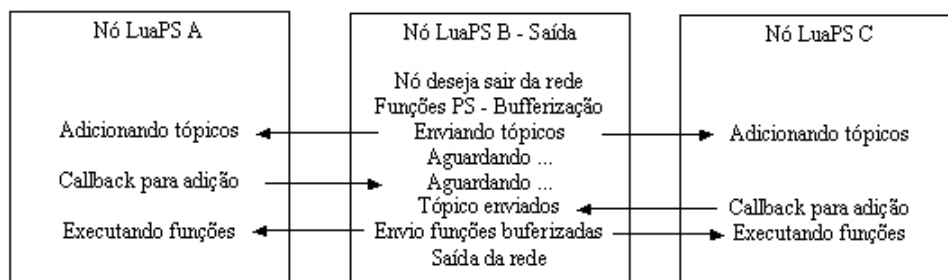 Nó LuaPS A
Nó LuaPS B - Saída
Nó LuaPS C
Nó deseja sair da rede
Funções PS - Bufferização
Adicionando tópicos
Enviando tópicos
Adicionando tópicos
Aguardando ...
Callback para adição
Aguardando ...
Tópico enviados
Callback para adição
Executando funções
Envio funções buferizadas
Executando funções
Saída da rede